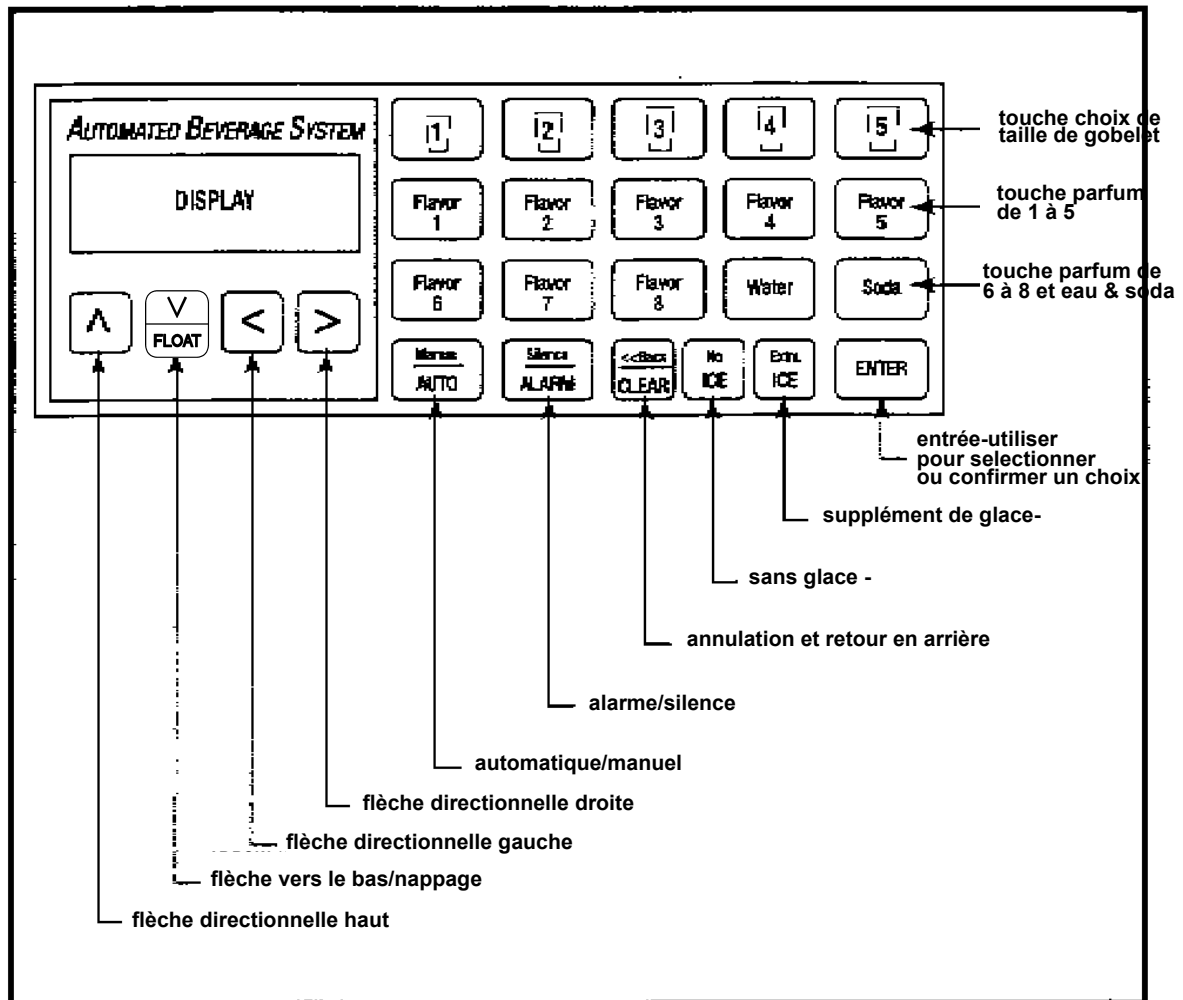 AUTOMATED BEVERAGE SYSTEM
DISPLAY
1 2 3 4 5
touche choix de
taille de gobelet
Flavor 1
Flavor 2
Flavor 3
Flavor 4
Flavor 5
touche parfum
de 1 à 5
Flavor 6
Flavor 7
Flavor 8
Water
Soda
touche parfum de
6 à 8 et eau & soda
Λ
V
FLOAT
<
>
Manual
AUTO
Silence
ALARM
<<Back
CLEAR
No
ICE
Extra
ICE
ENTER
entrée-utiliser
pour selectionner
ou confirmer un choix
supplément de glace-
sans glace -
annulation et retour en arrière
alarme/silence
automatique/manuel
flèche directionnelle droite
flèche directionnelle gauche
flèche vers le bas/nappage
flèche directionnelle haut